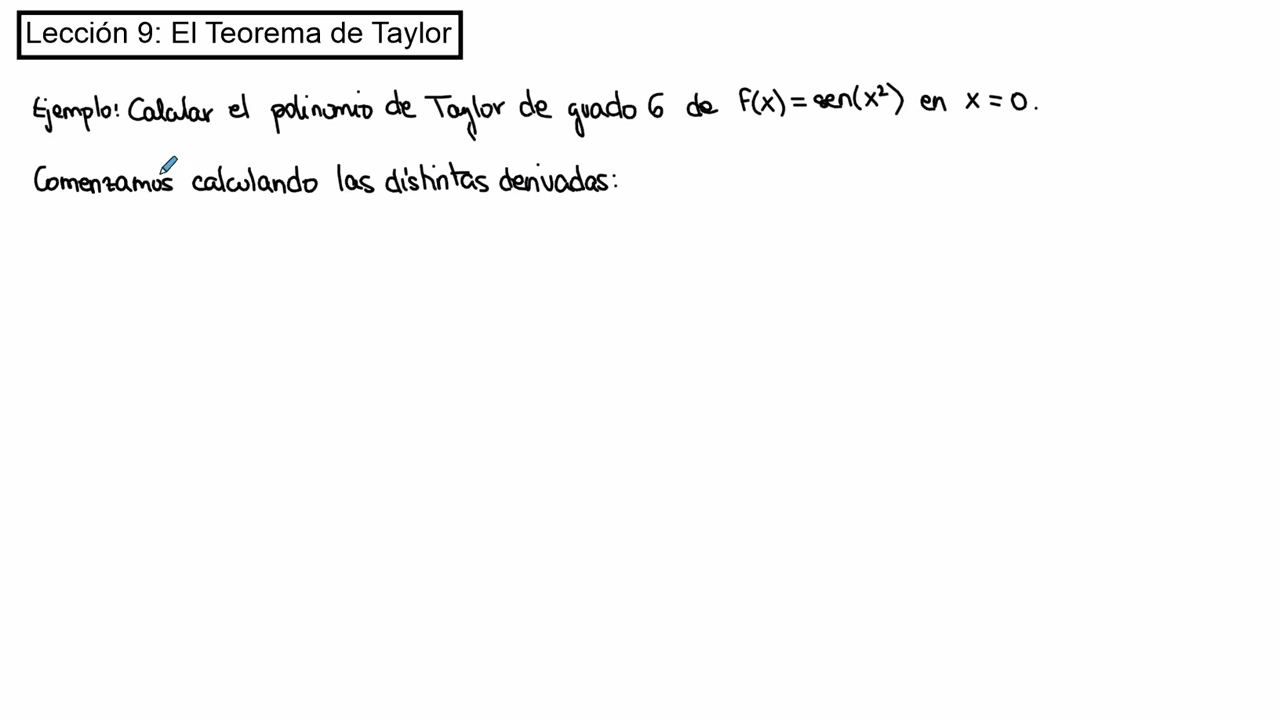 Lección 9: El Teorema de Taylor
Ejemplo: Calcular el polinomio de Taylor de grado 6 de f(x) = sen(x²) en x = 0.
Comenzamos calculando las distintas derivadas: